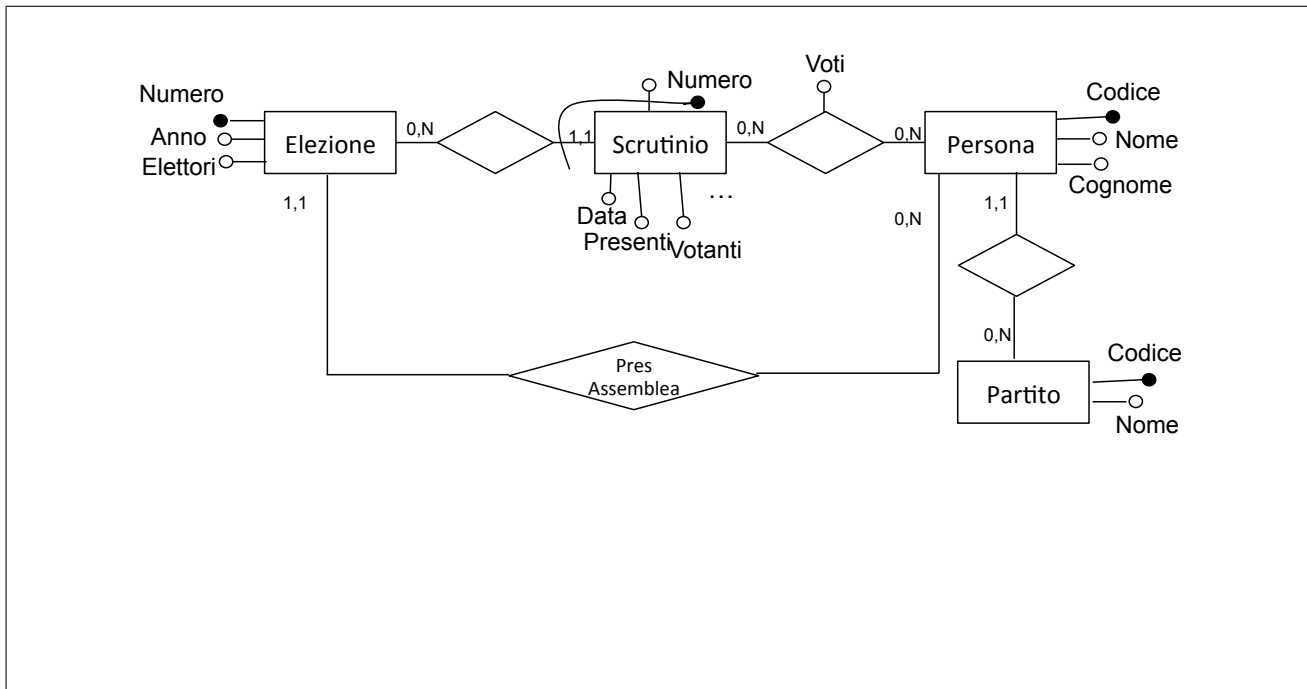 Numero
Anno
Elettori
Elezione
0,N
1,1
Numero
Scrutinio
Data
Presenti
Votanti
…
0,N
Voti
0,N
Persona
Codice
Nome
Cognome
1,1
0,N
1,1
Pres
Assemblea
0,N
Partito
Codice
Nome